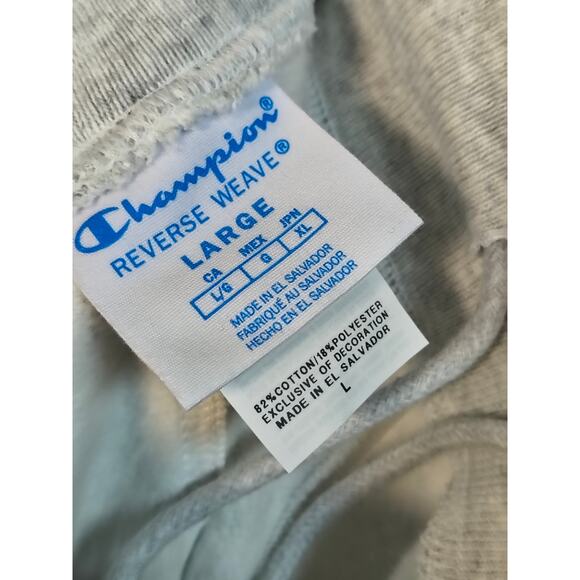 Champion®
REVERSE WEAVE®
LARGE
CA MEX JPN
L/G G XL
MADE IN EL SALVADOR
FABRIQUÉ AU SALVADOR
HECHO EN EL SALVADOR
82%COTTON/18%POLYESTER
EXCLUSIVE OF DECORATION
MADE IN EL SALVADOR
L